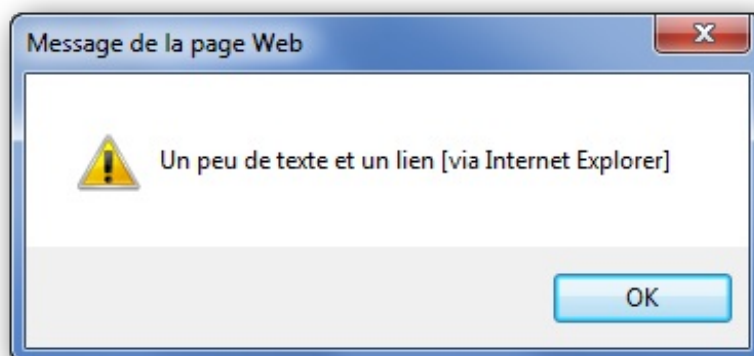 Message de la page Web
Un peu de texte et un lien [via Internet Explorer]
OK